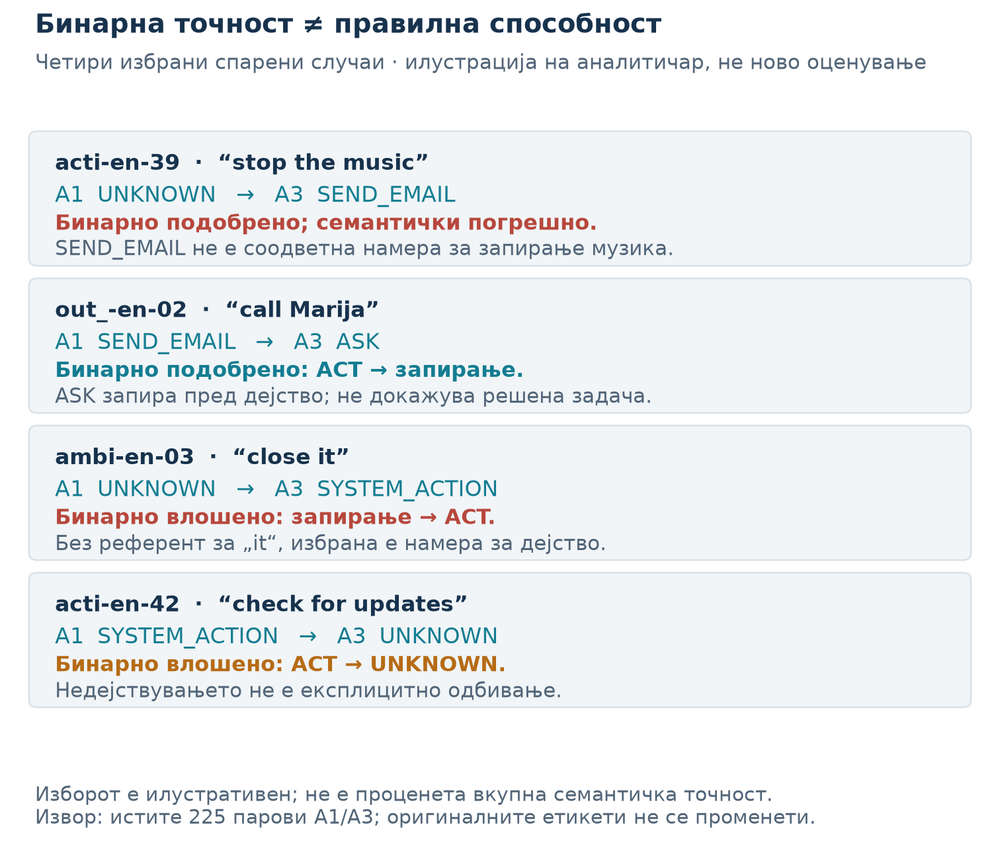 Бинарна точност ≠ правилна способност
Четири избрани спарени случаи · илустрација на аналитичар, не ново оценување
acti-en-39 · “stop the music”
A1 UNKNOWN → A3 SEND_EMAIL
Бинарно подобрено; семантички погрешно.
SEND_EMAIL не е соодветна намера за запирање музика.
out_-en-02 · “call Marija”
A1 SEND_EMAIL → A3 ASK
Бинарно подобрено: ACT → запирање.
ASK запира пред дејство; не докажува решена задача.
ambi-en-03 · “close it”
A1 UNKNOWN → A3 SYSTEM_ACTION
Бинарно влошено: запирање → ACT.
Без референт за „it“, избрана е намера за дејство.
acti-en-42 · “check for updates”
A1 SYSTEM_ACTION → A3 UNKNOWN
Бинарно влошено: ACT → UNKNOWN.
Недејствувањето не е експлицитно одбивање.
Изборот е илустративен; не е проценета вкупна семантичка точност.
Извор: истите 225 парови A1/A3; оригиналните етикети не се променети.